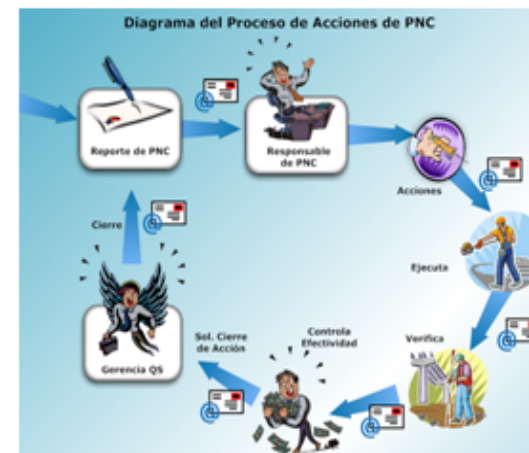 Diagrama del Proceso de Acciones de PNC
Reporte de PNC
Responsable
de PNC
Acciones
Cierre
Ejecuta
Gerencia QS
Sol. Cierre
de Acción
Controla
Efectividad
Verifica